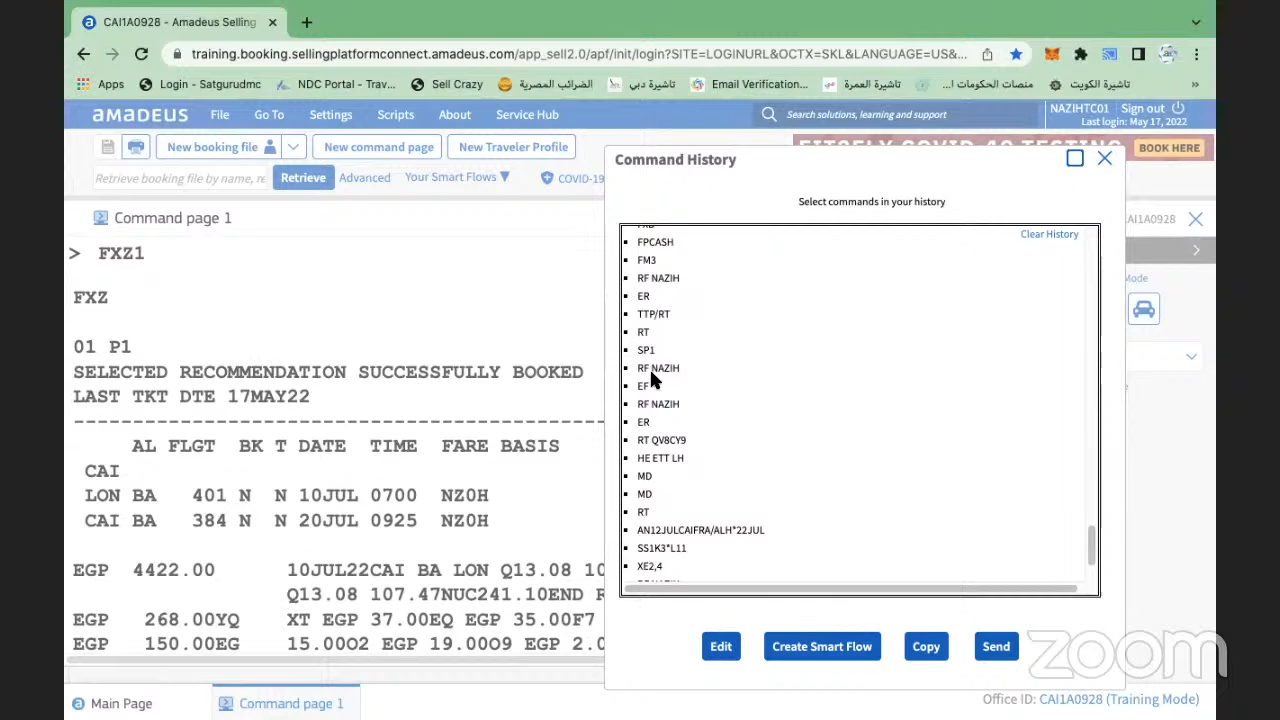 CAI1A0928 - Amadeus Selling
training.booking.sellingplatformconnect.amadeus.com/app_sell2.0/apf/init/login?SITE=LOGINURL&OCTX=SKL&LANGUAGE=US&...
Apps Login - Satgurudmc NDC Portal - Trav... Sell Crazy الضرائب المصرية تاشيرة دبي Email Verification... تاشيرة العمرة منصات الحكومات ا... تاشيرة الكويت »
amadeus File Go To Settings Scripts About Service Hub Search solutions, learning and support NAZIHTC01 Sign out
Last login: May 17, 2022
New booking file New command page New Traveler Profile
BOOK HERE
Retrieve booking file by name, re Retrieve Advanced Your Smart Flows COVID-19
Command page 1
AI1A0928
Mode
> FXZ1
FXZ
01 P1
SELECTED RECOMMENDATION SUCCESSFULLY BOOKED
LAST TKT DTE 17MAY22
------------------------------------------------
AL FLGT BK T DATE TIME FARE BASIS
CAI
LON BA 401 N N 10JUL 0700 NZ0H
CAI BA 384 N N 20JUL 0925 NZ0H
EGP 4422.00 10JUL22CAI BA LON Q13.08 10
Q13.08 107.47NUC241.10END R
EGP 268.00YQ XT EGP 37.00EQ EGP 35.00F7
EGP 150.00EG 15.00O2 EGP 19.00O9 EGP 2.0
Command History
Select commands in your history
Clear History
FPCASH
FM3
RF NAZIH
ER
TTP/RT
RT
SP1
RF NAZIH
EF
RF NAZIH
ER
RT QV8CY9
HE ETT LH
MD
MD
RT
AN12JULCAIFRA/ALH*22JUL
SS1K3*L11
XE2,4
Edit Create Smart Flow Copy Send
zoom
Main Page Command page 1
Office ID: CAI1A0928 (Training Mode)